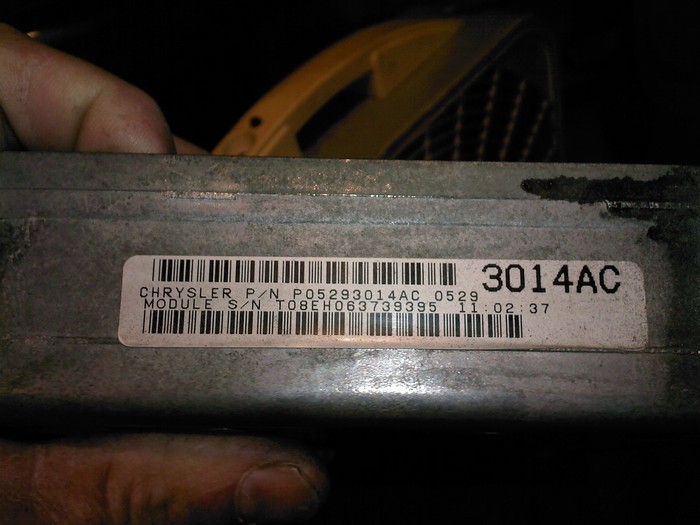 3014AC
CHRYSLER P/N P05293014AC 0529
MODULE S/N T08EH063739395 11:02:37